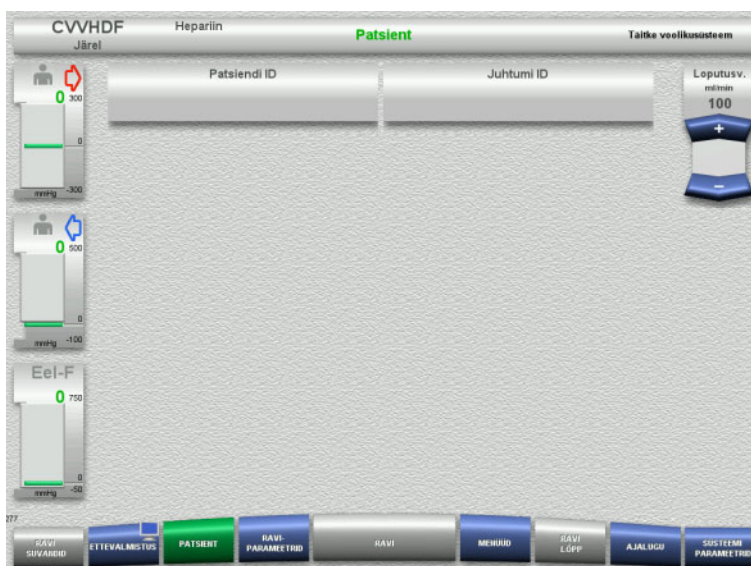 CVVHDF
Järel
Hepariin
Patsient
Taitke voolikusüsteem
0
300
0
-300
mmHg
Patsiendi ID
Juhtumi ID
Loputusv.
ml/min
100
+
–
0
500
0
-100
mmHg
Eel-F
0
750
0
-50
mmHg
277
RAVI
SUVANDID
ETTEVALMISTUS
PATSIENT
RAVI-
PARAMEETRID
RAVI
MENÜÜD
RAVI
LÕPP
AJALUGU
SÜSTEEMI
PARAMEETRID